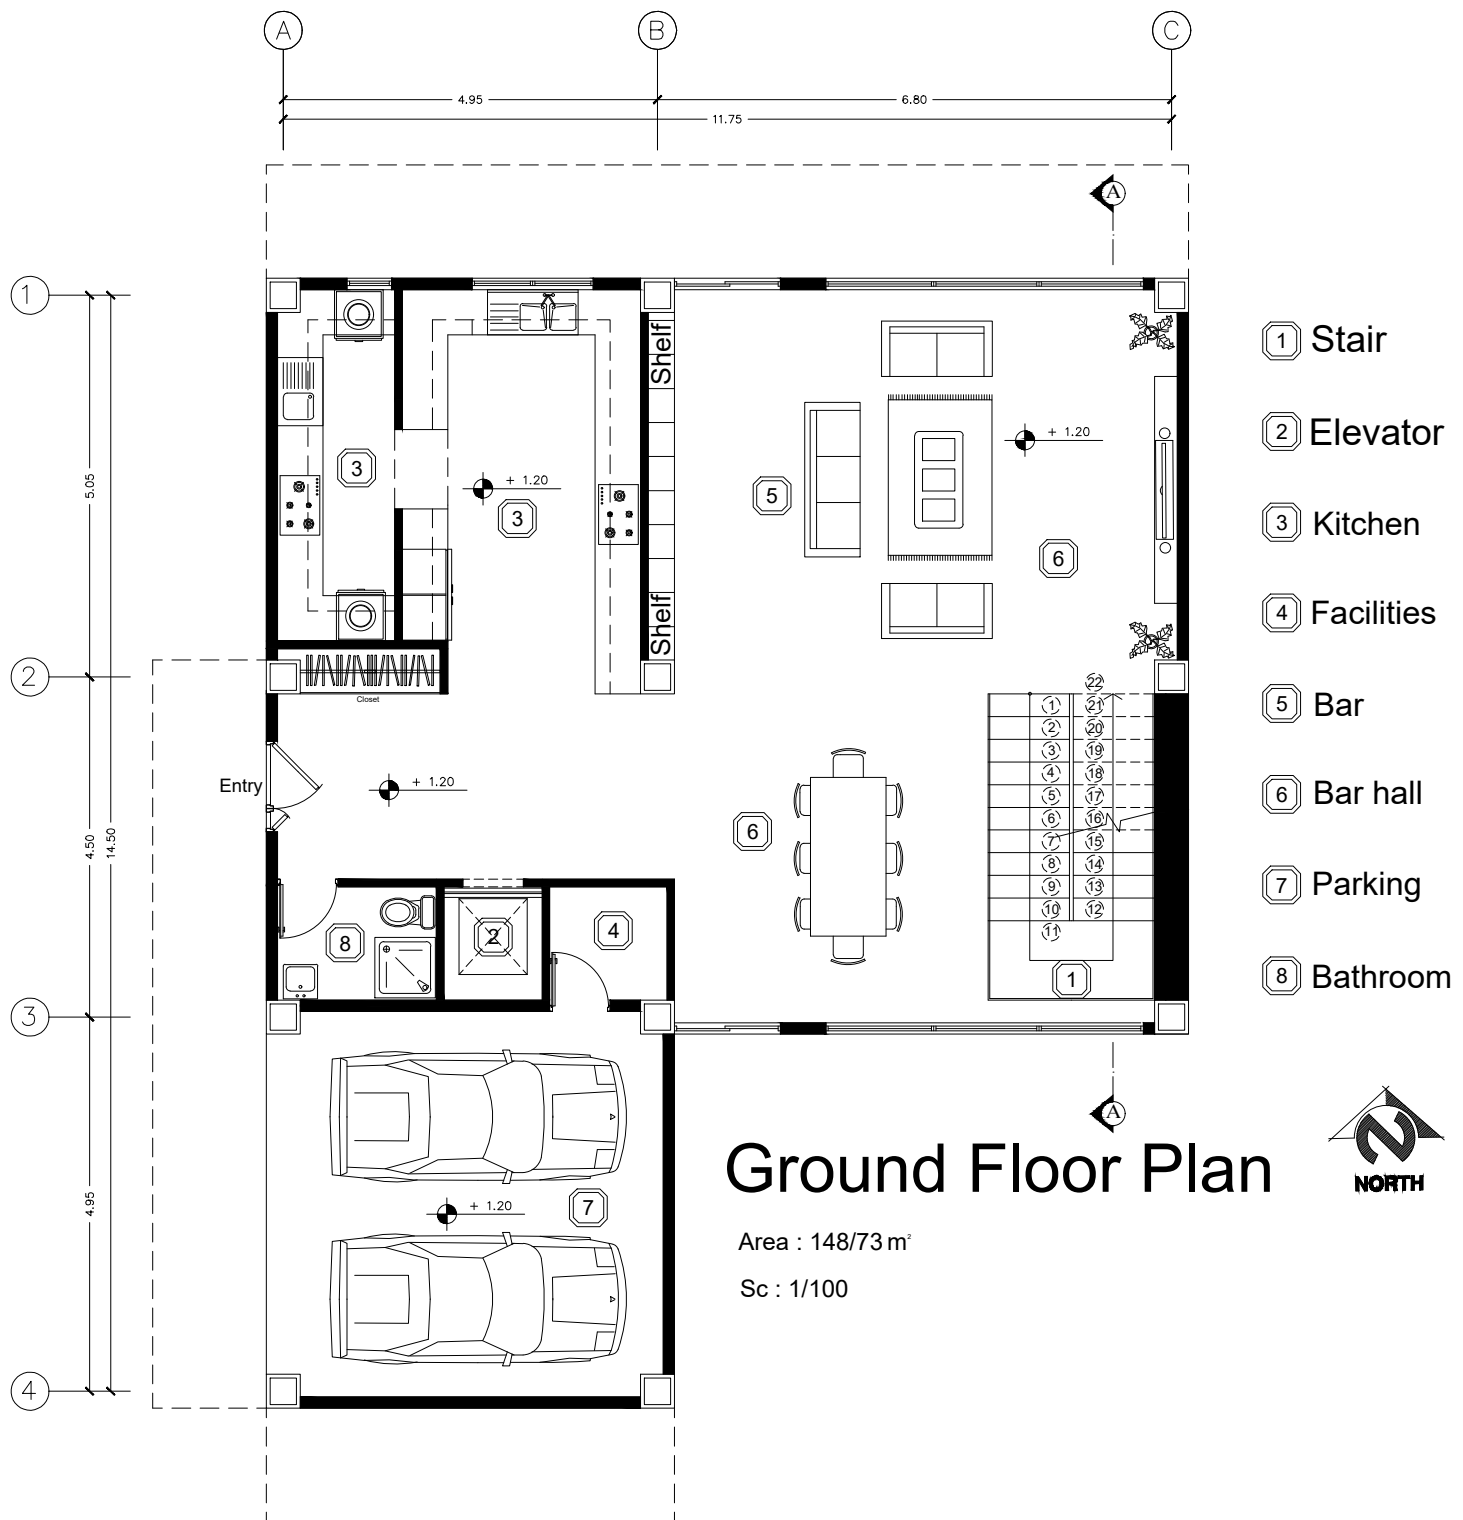 A
B
C
4.95
6.80
11.75
A
1
Shelf
1 Stair
+ 1.20
2 Elevator
3
+ 1.20
5
5.05
3
3 Kitchen
6
Shelf
4 Facilities
2
Closet
22
1 21
5 Bar
2 20
3 19
4 18
Entry
+ 1.20
5 17
6 Bar hall
6 16
6
7 15
4.50
14.50
8 14
9 13
7 Parking
10 12
11
8
2
4
1
8 Bathroom
3
A
Ground Floor Plan
NORTH
4.95
+ 1.20
7
Area : 148/73 m²
Sc : 1/100
4